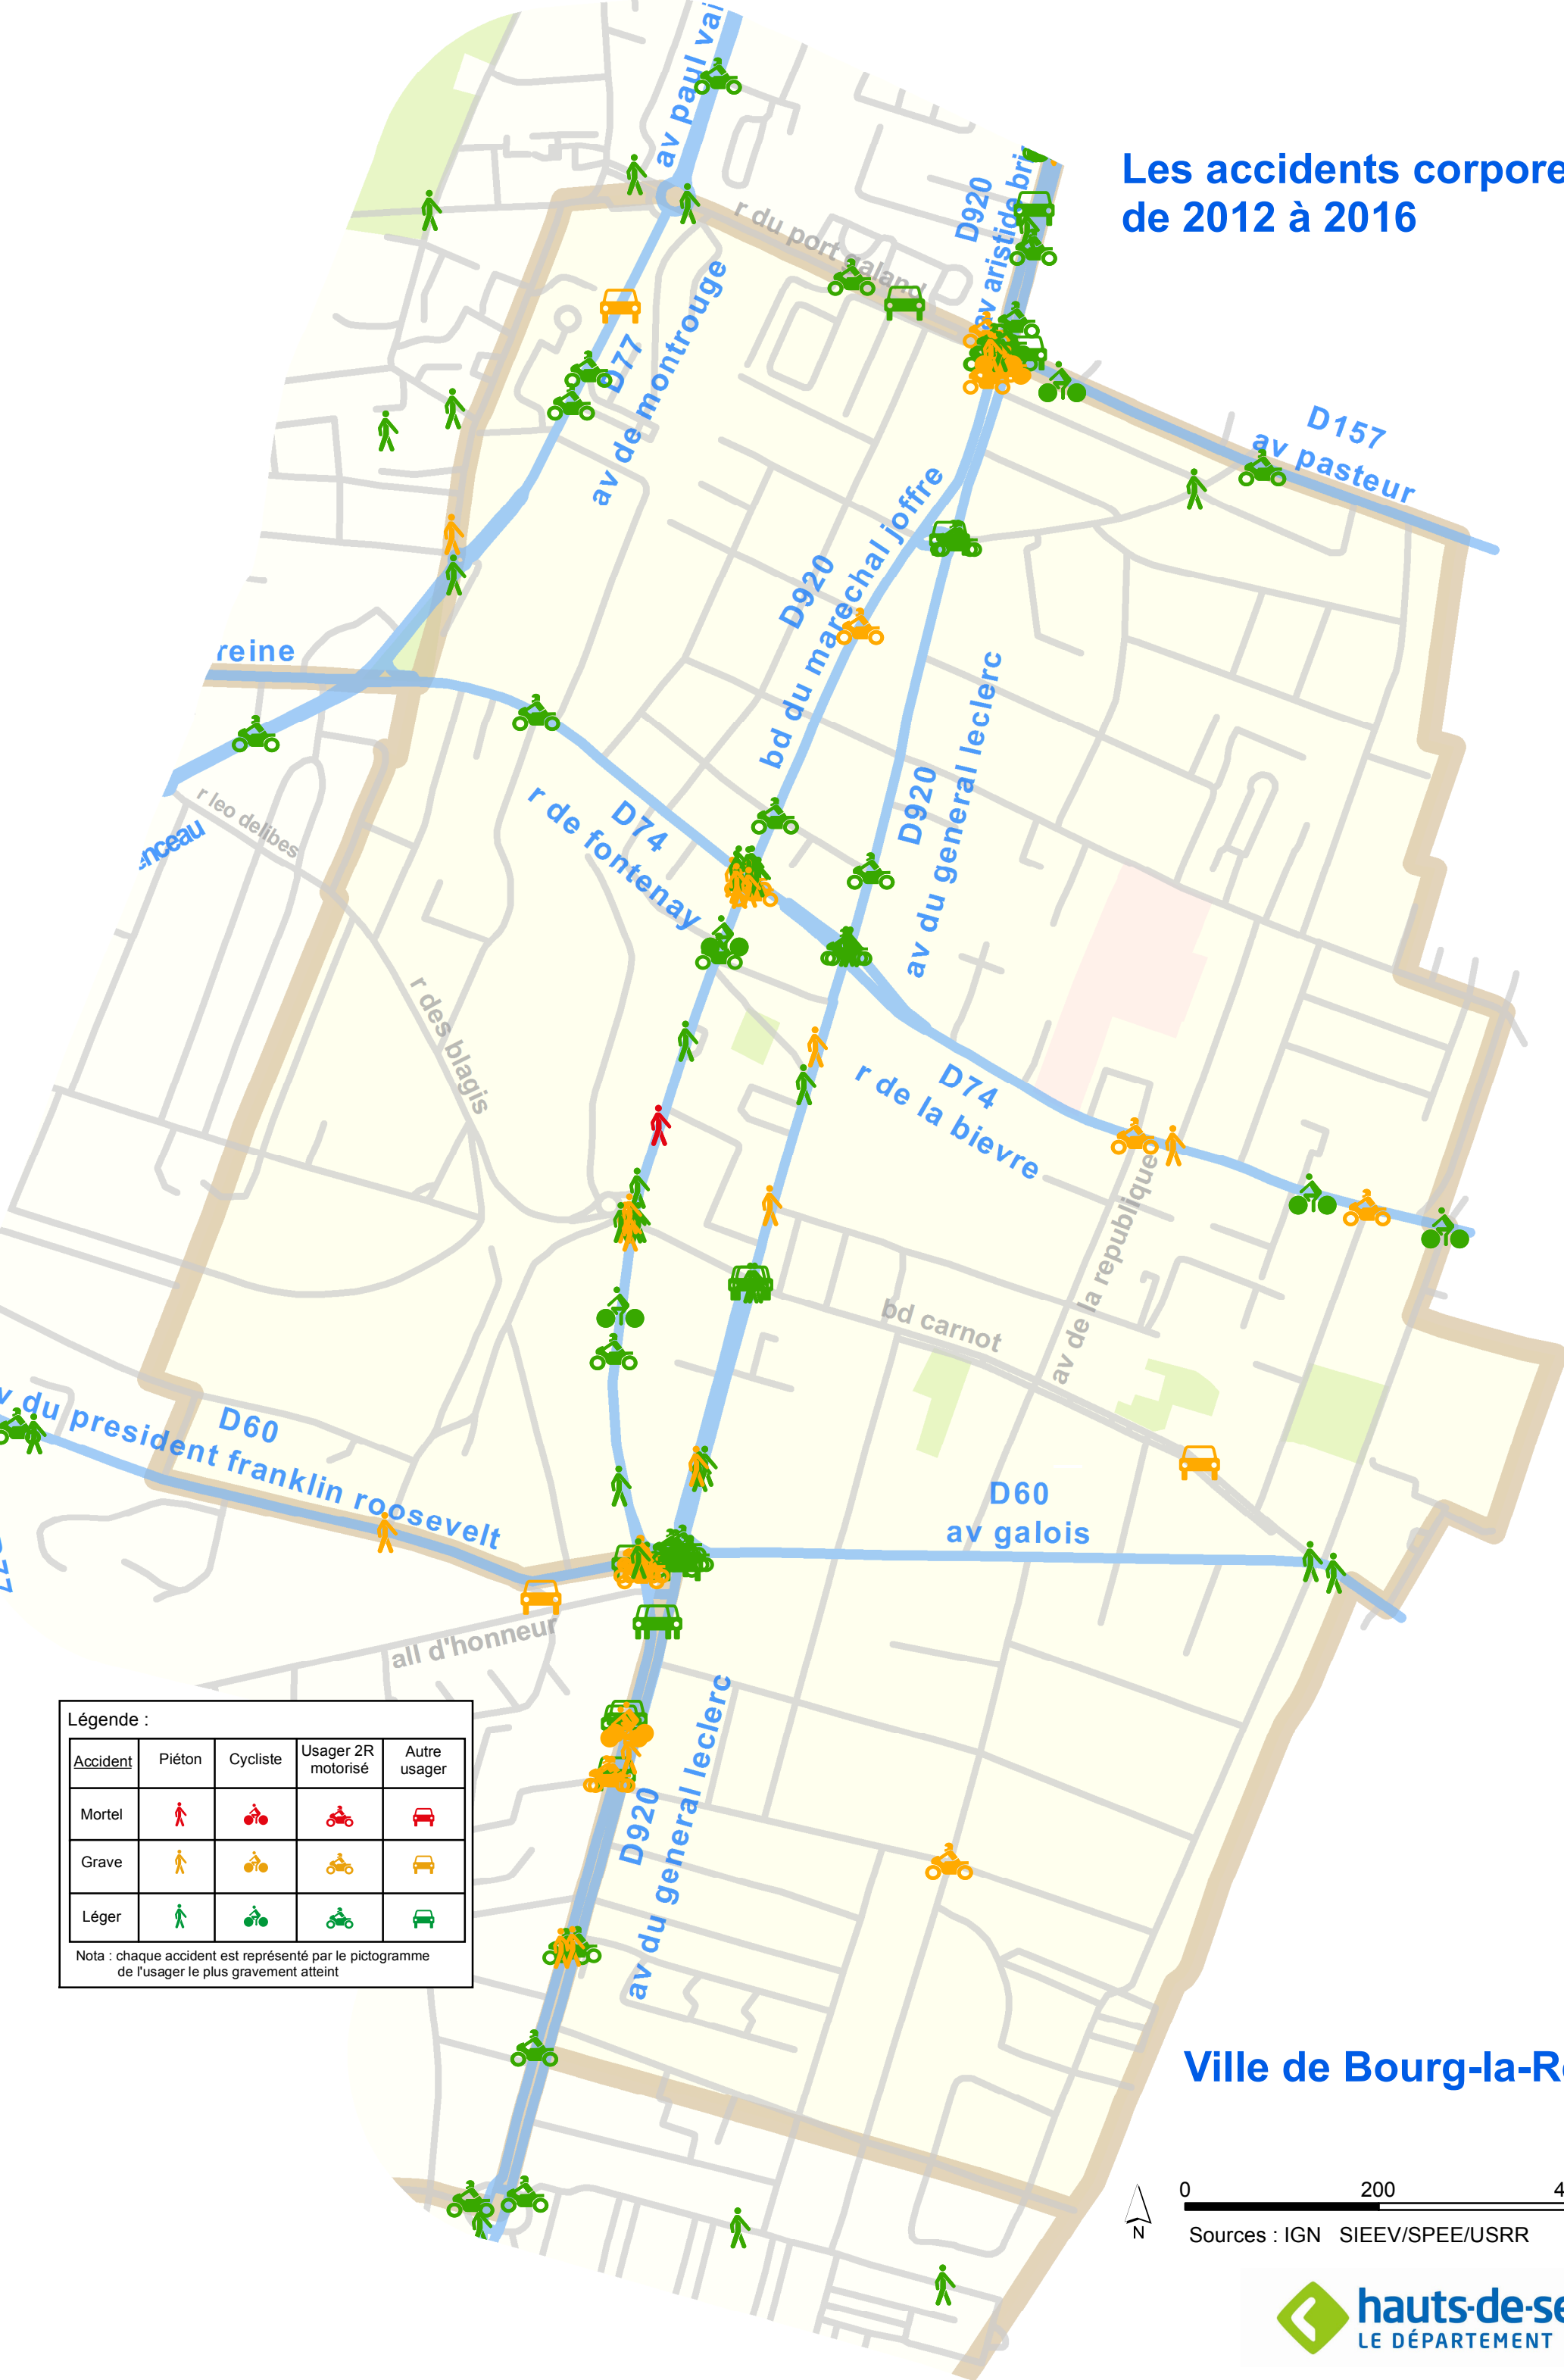 av paul vai
Les accidents corpore
de 2012 à 2016
D920
av aristide bri
r du port galand
D77
av de montrouge
D157
av pasteur
D920
bd du marechal joffre
reine
D920
av du general leclerc
r leo delibes
enceau
D74
r de fontenay
r des blagis
D74
r de la bievre
av de la republique
bd carnot
v du president franklin roosevelt
D60
D60
av galois
all d'honneur
D920
av du general leclerc
Légende :
Accident
Piéton
Cycliste
Usager 2R
motorisé
Autre
usager
Mortel
Grave
Léger
Nota : chaque accident est représenté par le pictogramme
de l'usager le plus gravement atteint
Ville de Bourg-la-R
N
0 200 4
Sources : IGN SIEEV/SPEE/USRR
hauts-de-se
LE DÉPARTEMENT